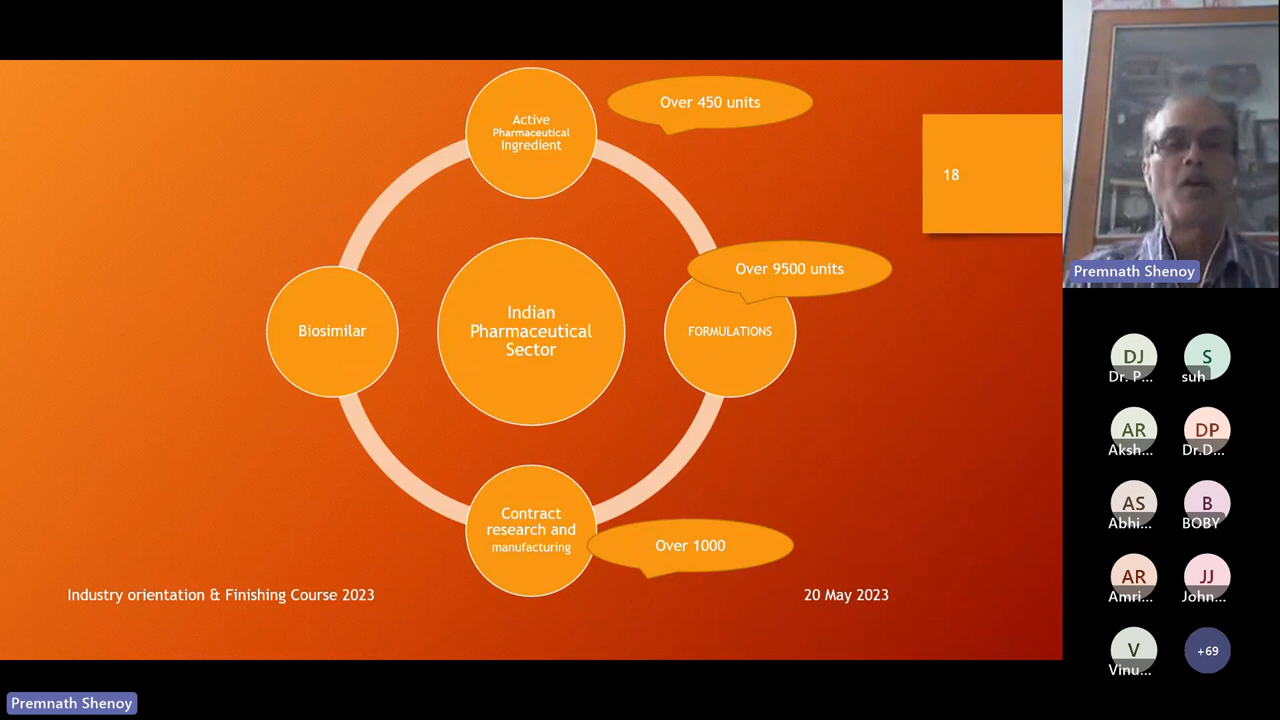 Active
Pharmaceutical
Ingredient
Over 450 units
18
Over 9500 units
Indian
Pharmaceutical
Sector
Biosimilar
FORMULATIONS
Contract
research and
manufacturing
Over 1000
Industry orientation & Finishing Course 2023
20 May 2023
Premnath Shenoy
DJ
Dr. P...
S
suh
AR
Aksh...
DP
Dr.D...
AS
Abhi...
B
BOBY
AR
Amri...
JJ
John...
V
Vinu...
+69
Premnath Shenoy